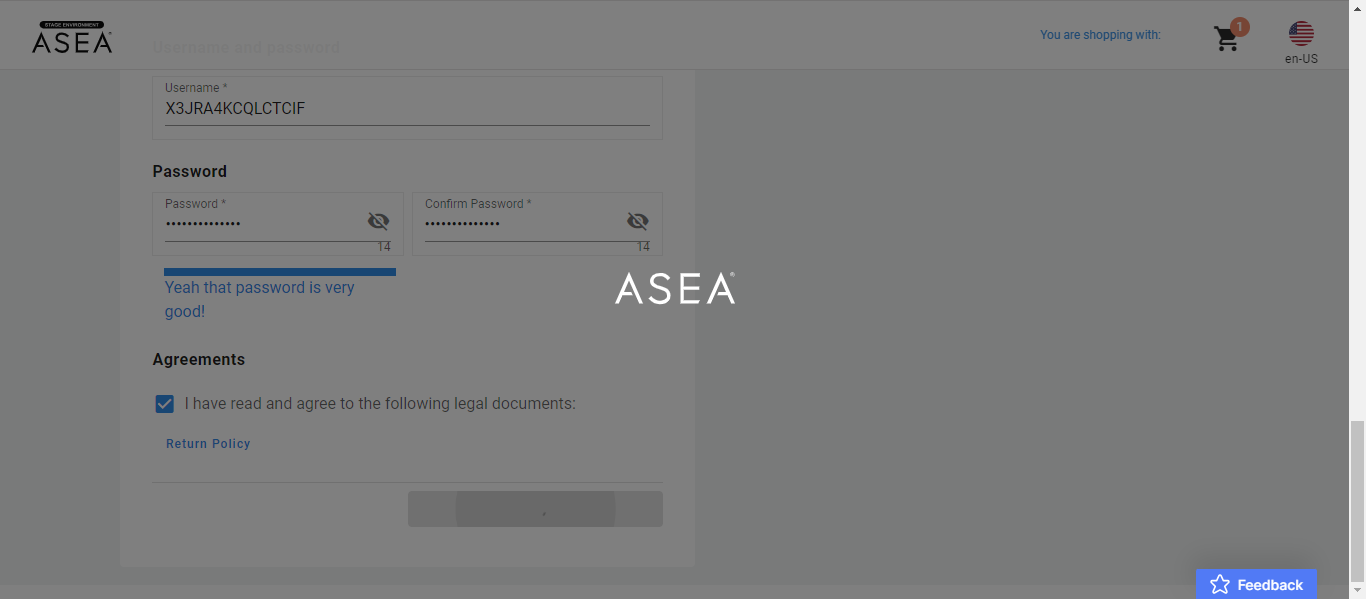 STAGE ENVIRONMENT
ASEA
Username and password
You are shopping with:
1
en-US
Username *
X3JRA4KCQLCTCIF
Password
Password *
••••••••••••••
14
Confirm Password *
••••••••••••••
14
Yeah that password is very
good!
ASEA®
Agreements
I have read and agree to the following legal documents:
Return Policy
Feedback